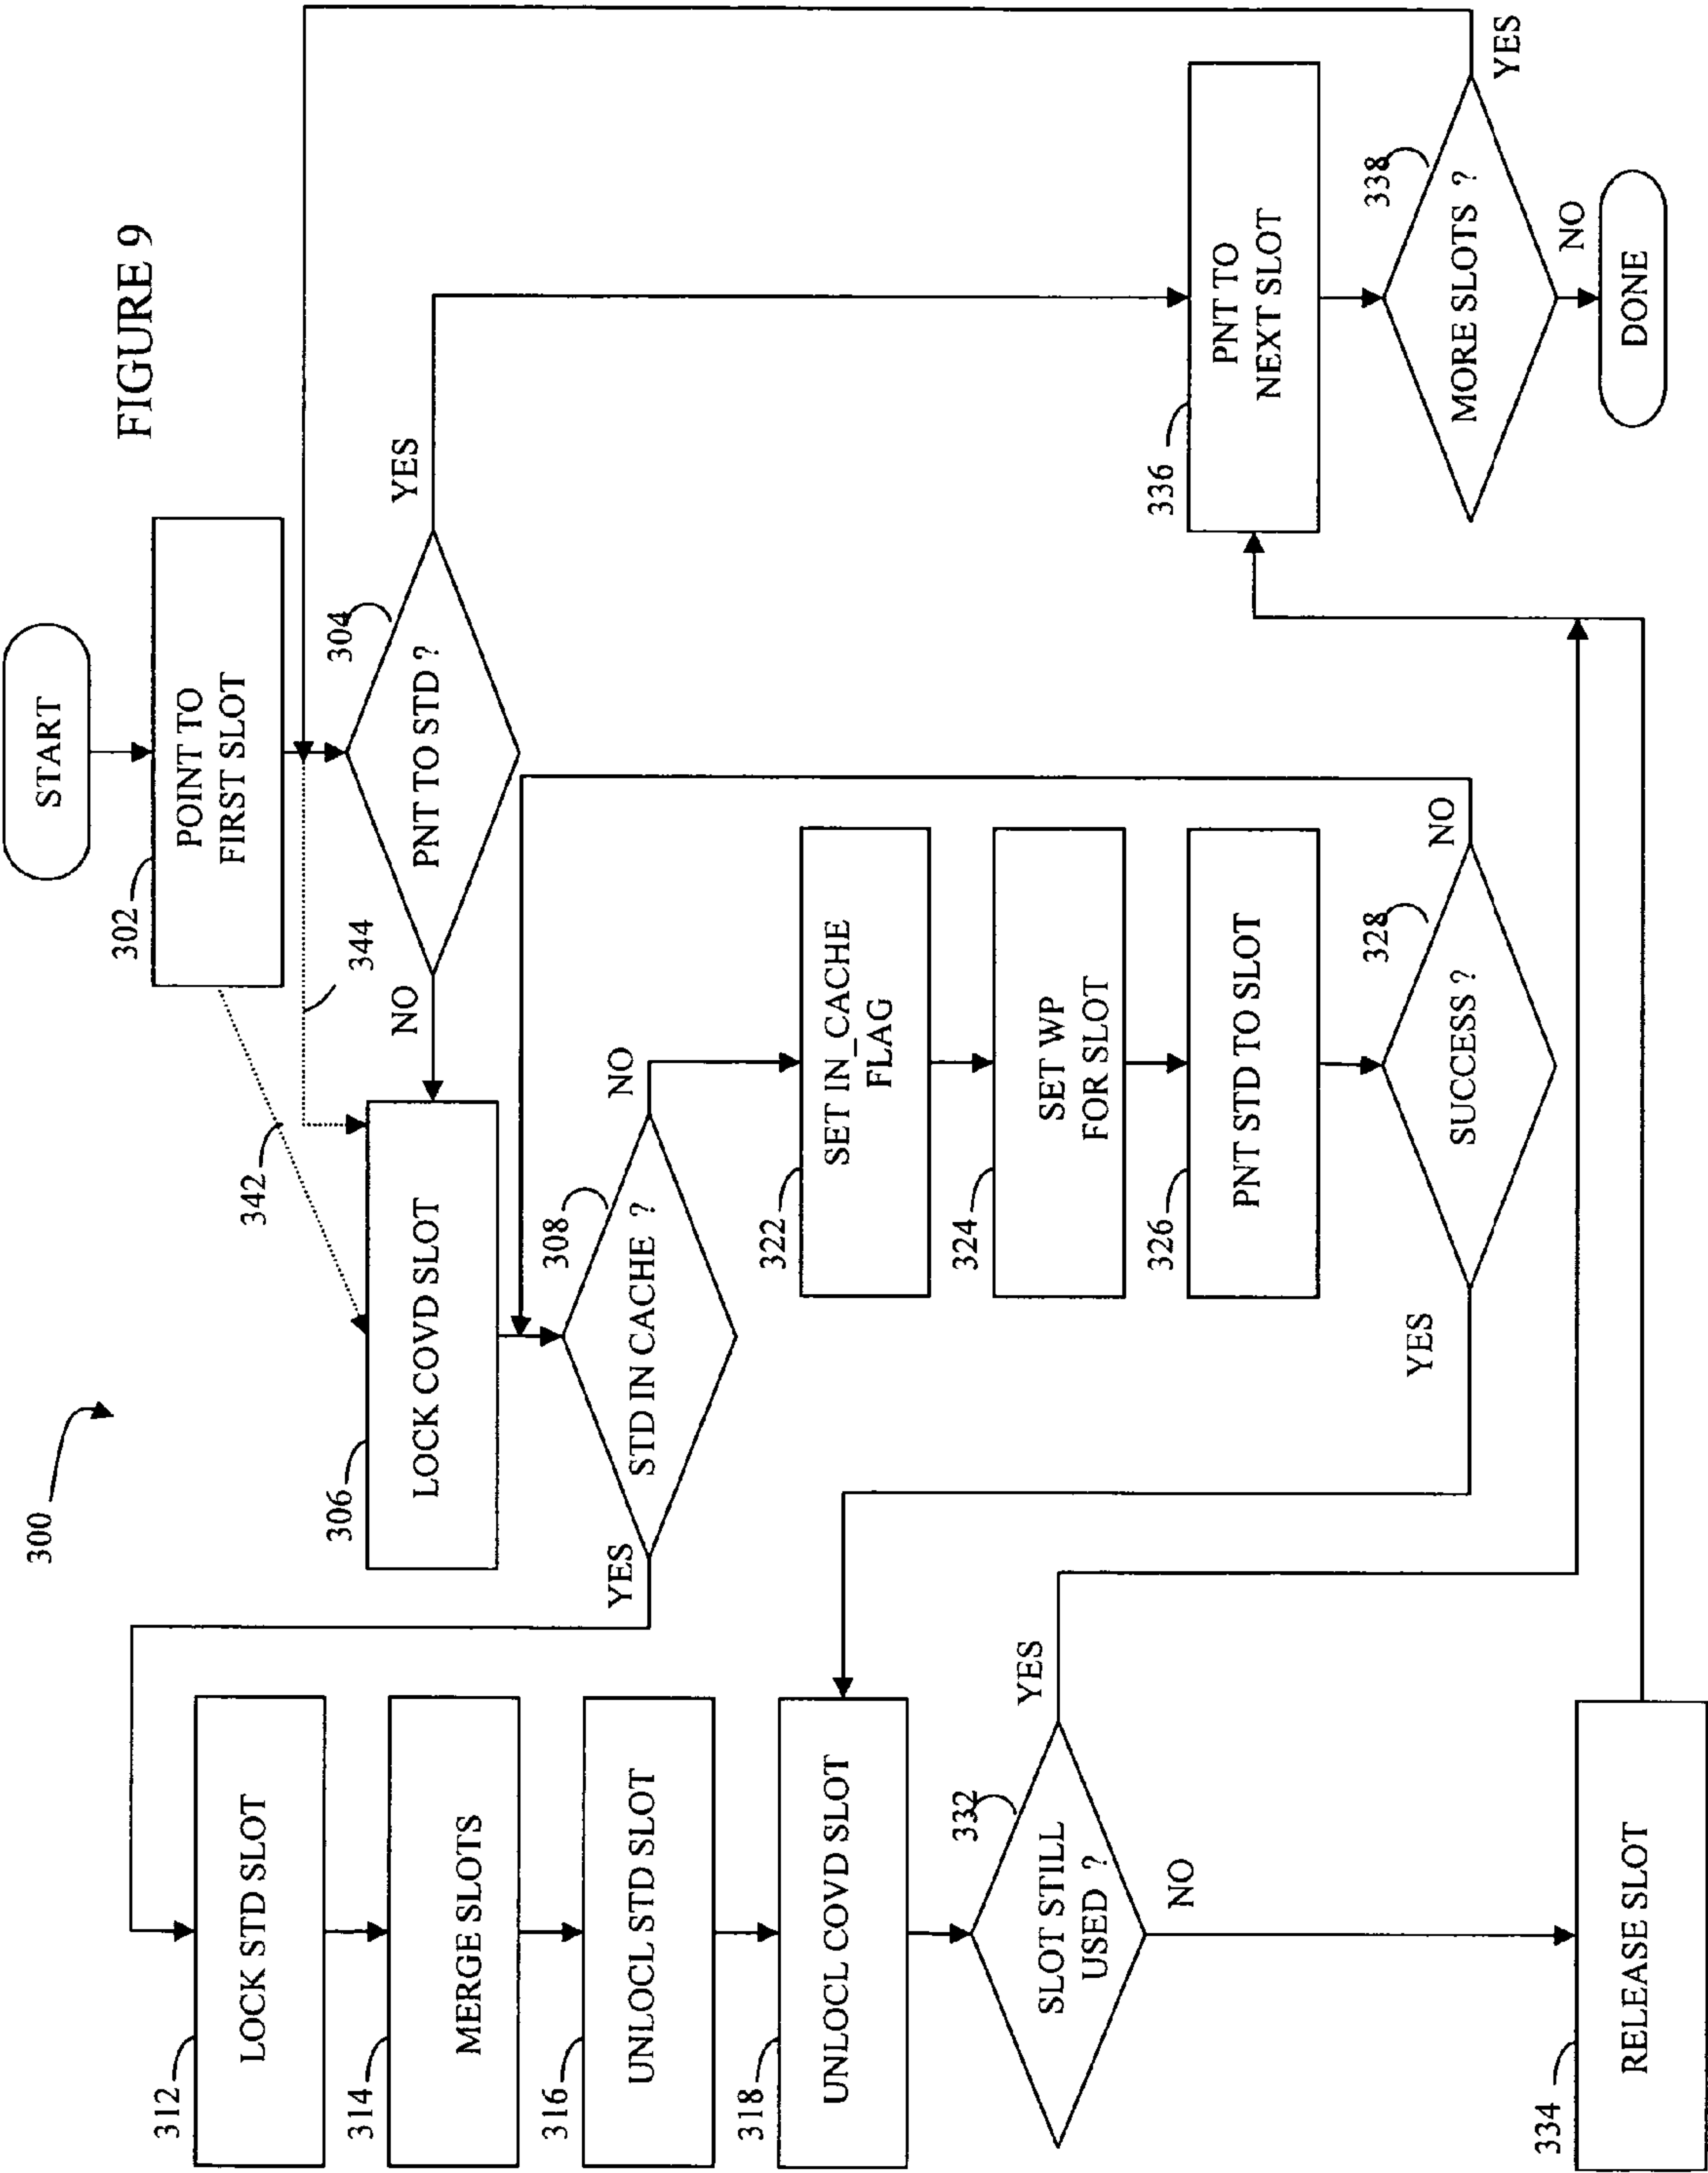 FIGURE 9
300
START
302
POINT TO
FIRST SLOT
342
344
304
PNT TO STD ?
YES
NO
306
LOCK COVD SLOT
308
STD IN CACHE ?
YES
NO
312
LOCK STD SLOT
314
MERGE SLOTS
316
UNLOCL STD SLOT
318
UNLOCL COVD SLOT
322
SET IN_CACHE
FLAG
324
SET WP
FOR SLOT
326
PNT STD TO SLOT
328
SUCCESS ?
YES
NO
332
SLOT STILL
USED ?
YES
NO
334
RELEASE SLOT
336
PNT TO
NEXT SLOT
338
MORE SLOTS ?
YES
NO
DONE